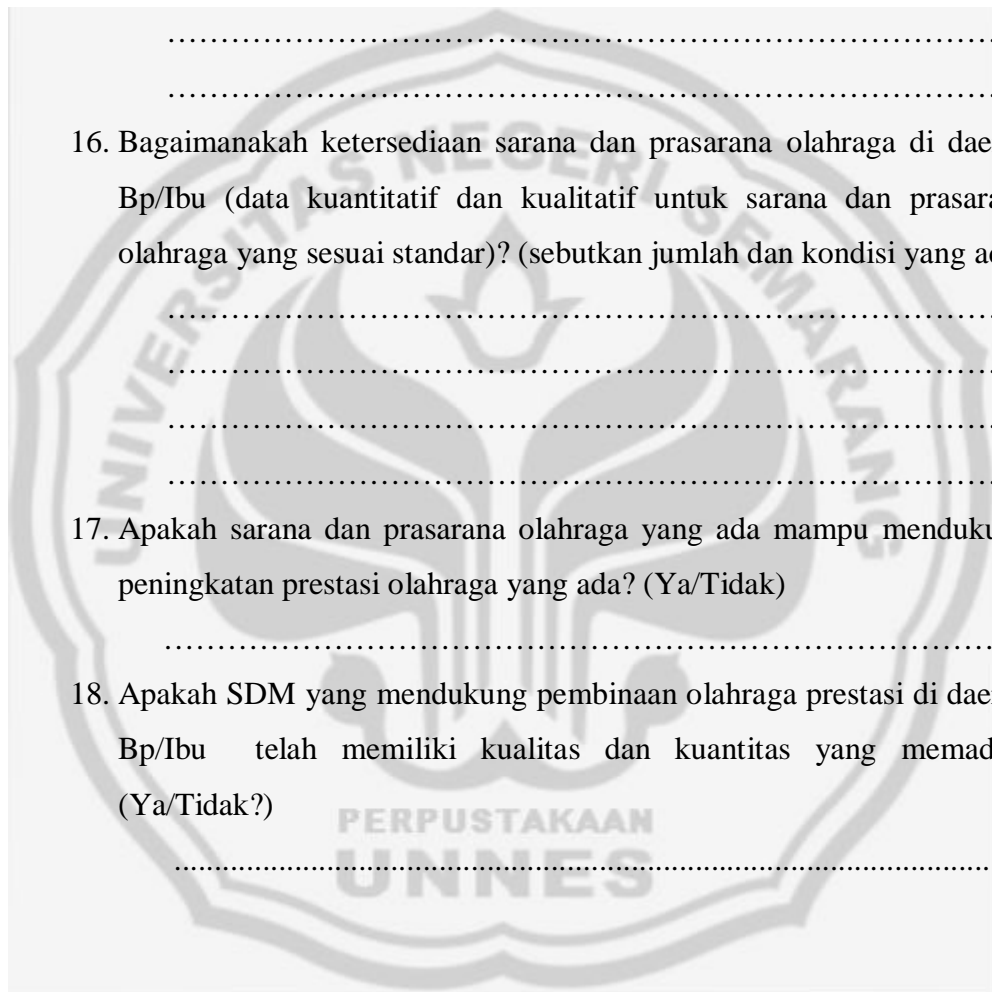 ………………………………………………………………………
………………………………………………………………………
16. Bagaimanakah ketersediaan sarana dan prasarana olahraga di dae
Bp/Ibu (data kuantitatif dan kualitatif untuk sarana dan prasara
olahraga yang sesuai standar)? (sebutkan jumlah dan kondisi yang a
………………………………………………………………………
………………………………………………………………………
………………………………………………………………………
………………………………………………………………………
17. Apakah sarana dan prasarana olahraga yang ada mampu menduku
peningkatan prestasi olahraga yang ada? (Ya/Tidak)
………………………………………………………………………
18. Apakah SDM yang mendukung pembinaan olahraga prestasi di dae
Bp/Ibu telah memiliki kualitas dan kuantitas yang memad
(Ya/Tidak?)
………………………………………………………………………
UNIVERSITAS NEGERI SEMARANG
PERPUSTAKAAN
UNNES